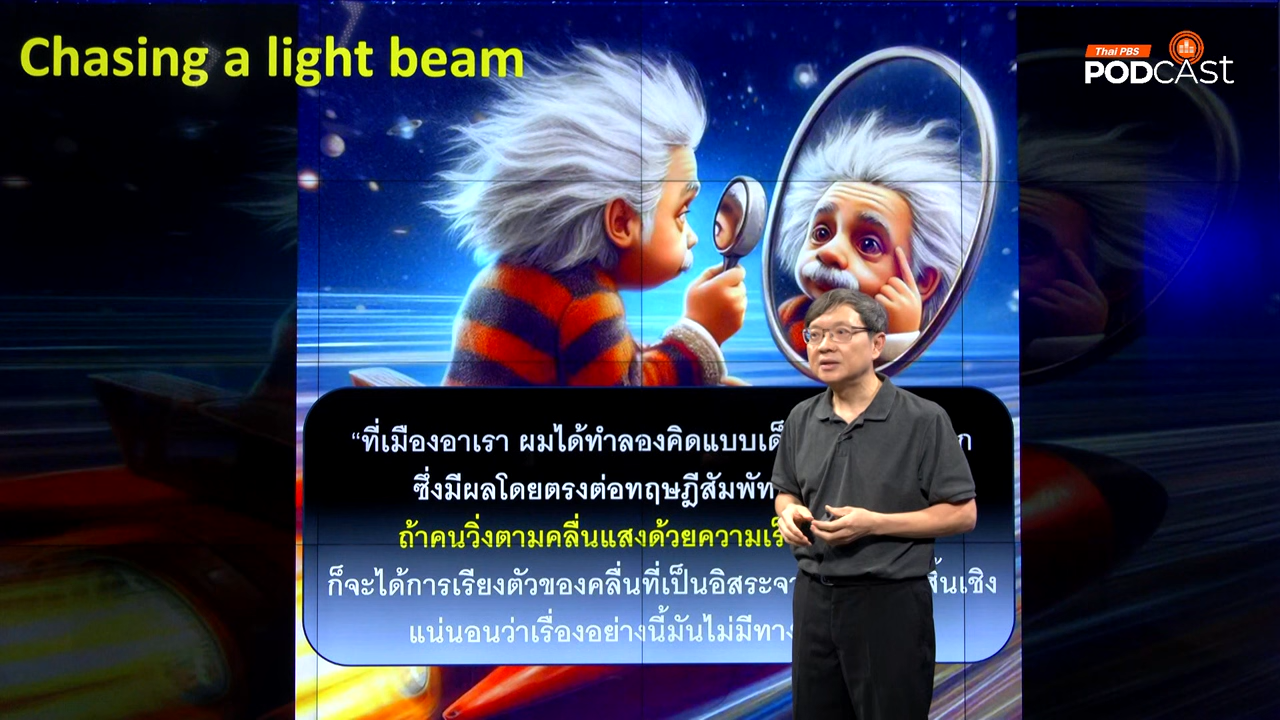 Chasing a light beam
Thai PBS
PODCAst
“ที่เมืองอาเรา ผมได้ทำลองคิดแบบเด็
ซึ่งมีผลโดยตรงต่อทฤษฎีสัมพัท
ถ้าคนวิ่งตามคลื่นแสงด้วยความเร็
ก็จะได้การเรียงตัวของคลื่นที่เป็นอิสระจา สิ้นเชิง
แน่นอนว่าเรื่องอย่างนี้มันไม่มีทาง